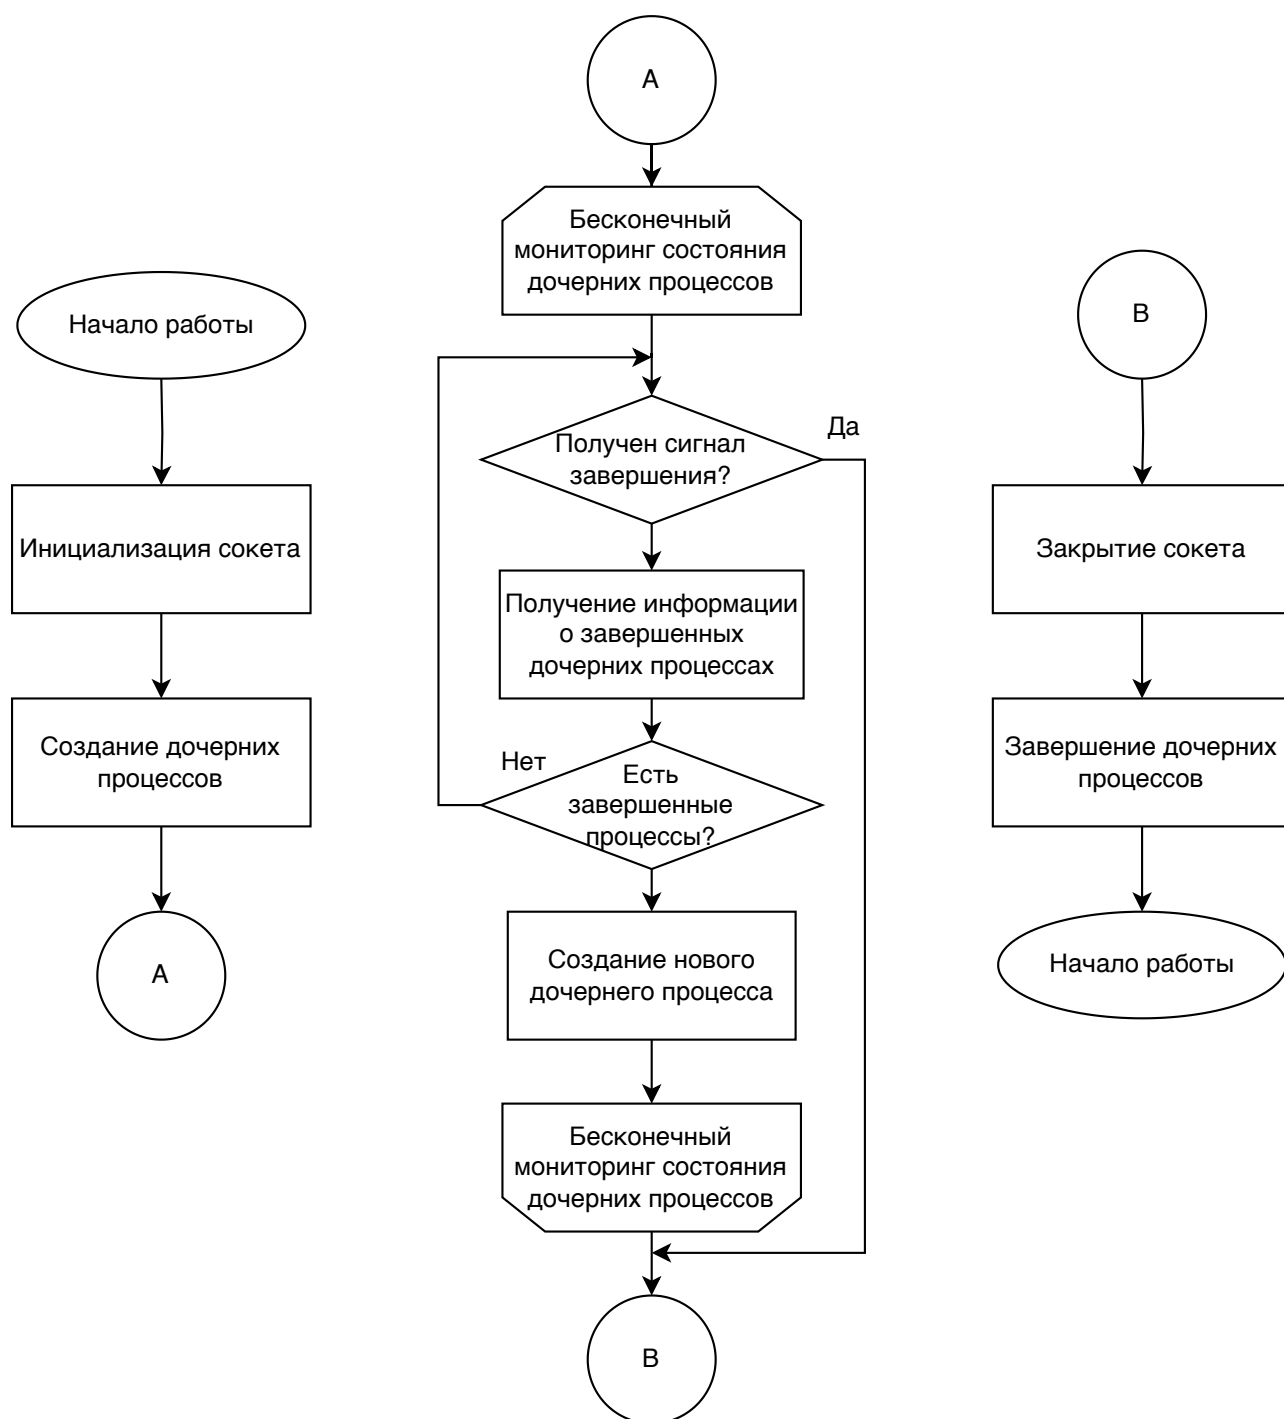 Начало работы
Инициализация сокета
Создание дочерних
процессов
A
A
Бесконечный
мониторинг состояния
дочерних процессов
Получен сигнал
завершения?
Да
Получение информации
о завершенных
дочерних процессах
Нет
Есть
завершенные
процессы?
Создание нового
дочернего процесса
Бесконечный
мониторинг состояния
дочерних процессов
B
B
Закрытие сокета
Завершение дочерних
процессов
Начало работы